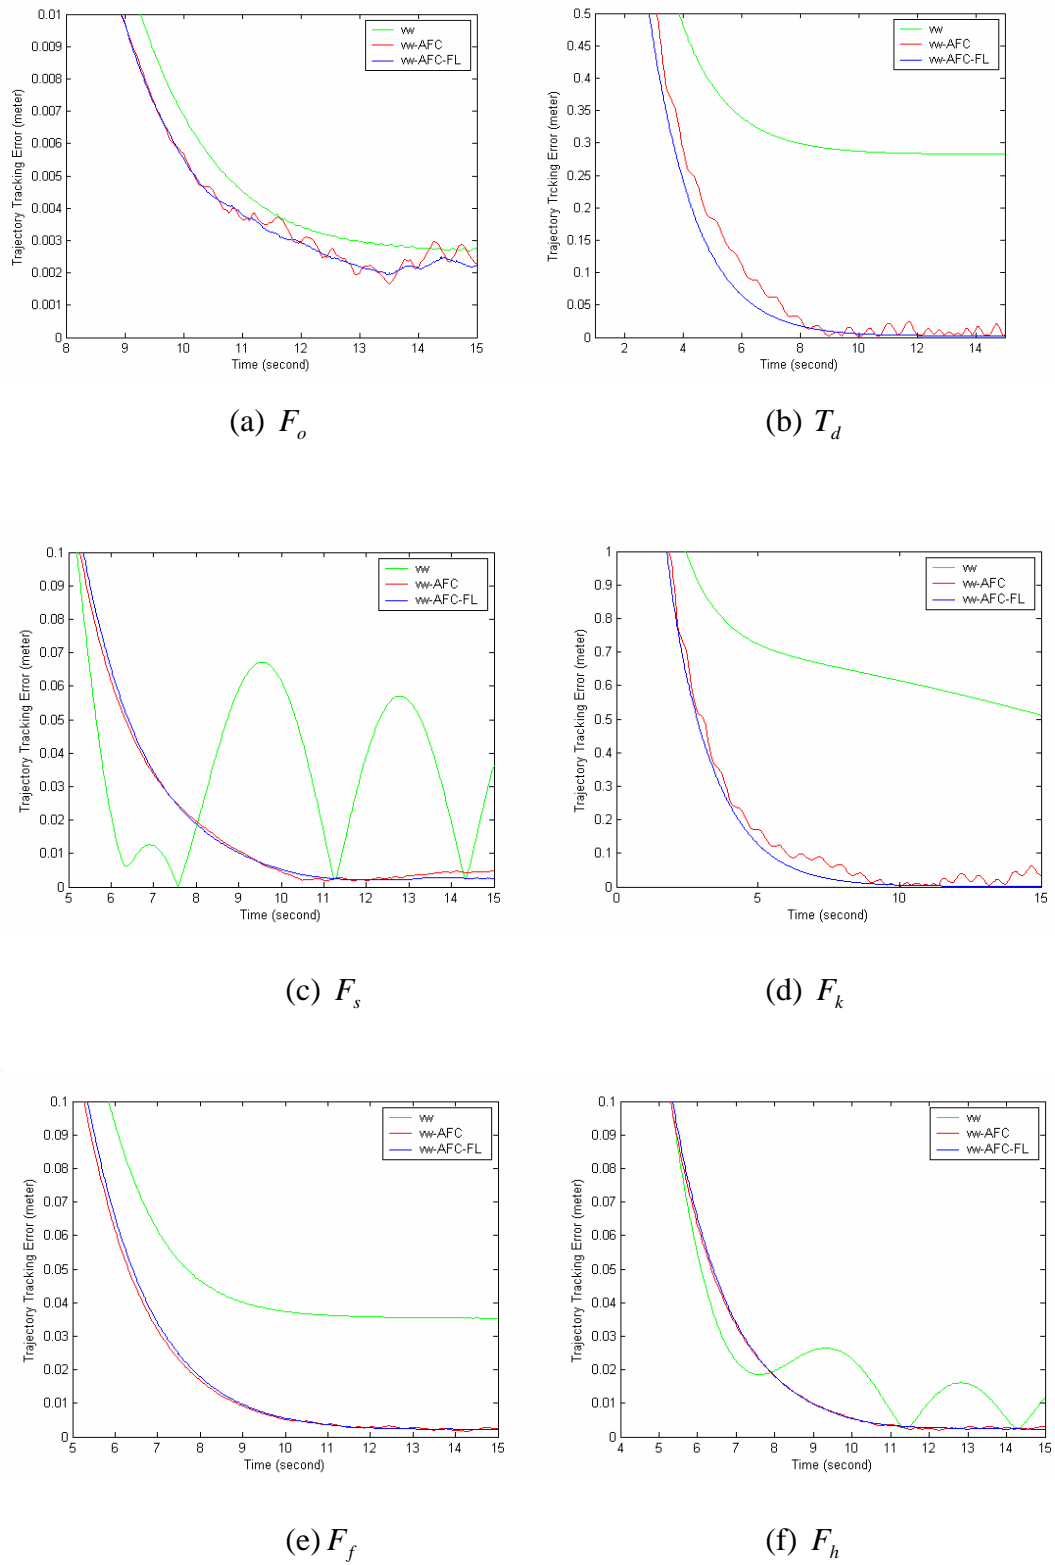 0.01
0.009
0.008
0.007
0.006
0.005
0.004
0.003
0.002
0.001
0
8 9 10 11 12 13 14 15
Time (second)
Trajectory Tracking Error (meter)
vw
vw-AFC
vw-AFC-FL
(a) F_o
0.5
0.45
0.4
0.35
0.3
0.25
0.2
0.15
0.1
0.05
0
2 4 6 8 10 12 14
Time (second)
Trajectory Trcking Error (meter)
vw
vw-AFC
vw-AFC-FL
(b) T_d
0.1
0.09
0.08
0.07
0.06
0.05
0.04
0.03
0.02
0.01
0
5 6 7 8 9 10 11 12 13 14 15
Time (second)
Trajectory Tracking Error (meter)
vw
vw-AFC
vw-AFC-FL
(c) F_s
1
0.9
0.8
0.7
0.6
0.5
0.4
0.3
0.2
0.1
0
0 5 10 15
Time (second)
Trajectory Tracking Error (meter)
vw
vw-AFC
vw-AFC-FL
(d) F_k
0.1
0.09
0.08
0.07
0.06
0.05
0.04
0.03
0.02
0.01
0
5 6 7 8 9 10 11 12 13 14 15
Time (second)
Trajectory Tracking Error (meter)
vw
vw-AFC
vw-AFC-FL
(e) F_f
0.1
0.09
0.08
0.07
0.06
0.05
0.04
0.03
0.02
0.01
0
4 5 6 7 8 9 10 11 12 13 14 15
Time (second)
Trajectory Tracking Error (meter)
vw
vw-AFC
vw-AFC-FL
(f) F_h